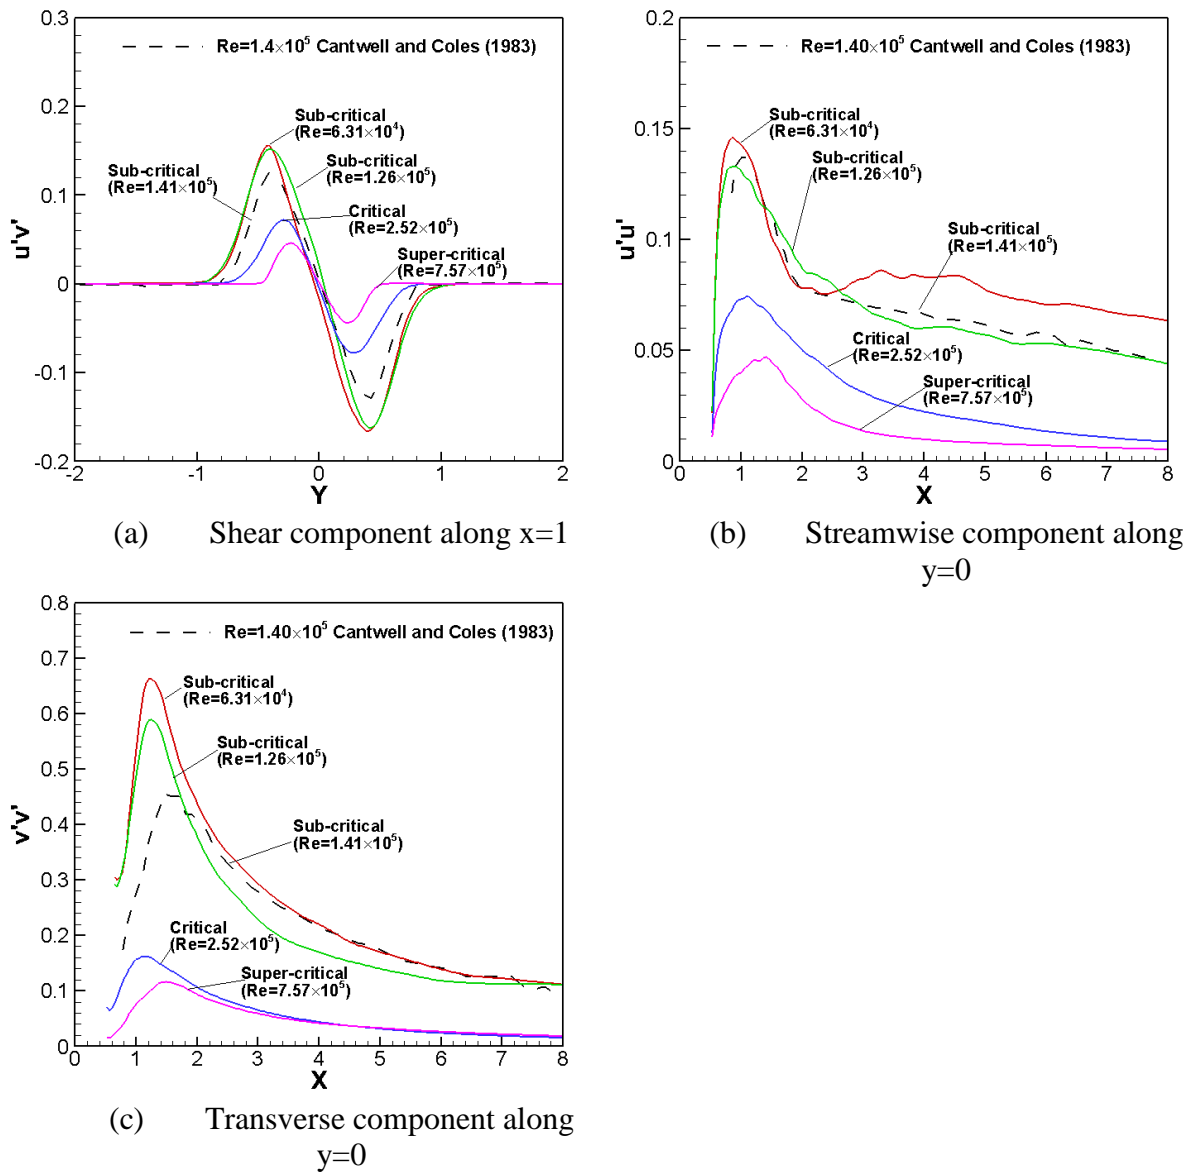 0.3
0.2
0.1
0
-0.1
-0.2
u'v'
Re=1.4×10⁵ Cantwell and Coles (1983)
Sub-critical
(Re=6.31×10⁴)
Sub-critical
(Re=1.41×10⁵)
Sub-critical
(Re=1.26×10⁵)
Critical
(Re=2.52×10⁵)
Super-critical
(Re=7.57×10⁵)
-2 -1 0 1 2
Y
(a) Shear component along x=1
0.2
0.15
0.1
0.05
0
u'u'
Re=1.40×10⁵ Cantwell and Coles (1983)
Sub-critical
(Re=6.31×10⁴)
Sub-critical
(Re=1.26×10⁵)
Sub-critical
(Re=1.41×10⁵)
Critical
(Re=2.52×10⁵)
Super-critical
(Re=7.57×10⁵)
0 1 2 3 4 5 6 7 8
X
(b) Streamwise component along
y=0
0.8
0.7
0.6
0.5
0.4
0.3
0.2
0.1
0
v'v'
Re=1.40×10⁵ Cantwell and Coles (1983)
Sub-critical
(Re=6.31×10⁴)
Sub-critical
(Re=1.26×10⁵)
Sub-critical
(Re=1.41×10⁵)
Critical
(Re=2.52×10⁵)
Super-critical
(Re=7.57×10⁵)
0 1 2 3 4 5 6 7 8
X
(c) Transverse component along
y=0